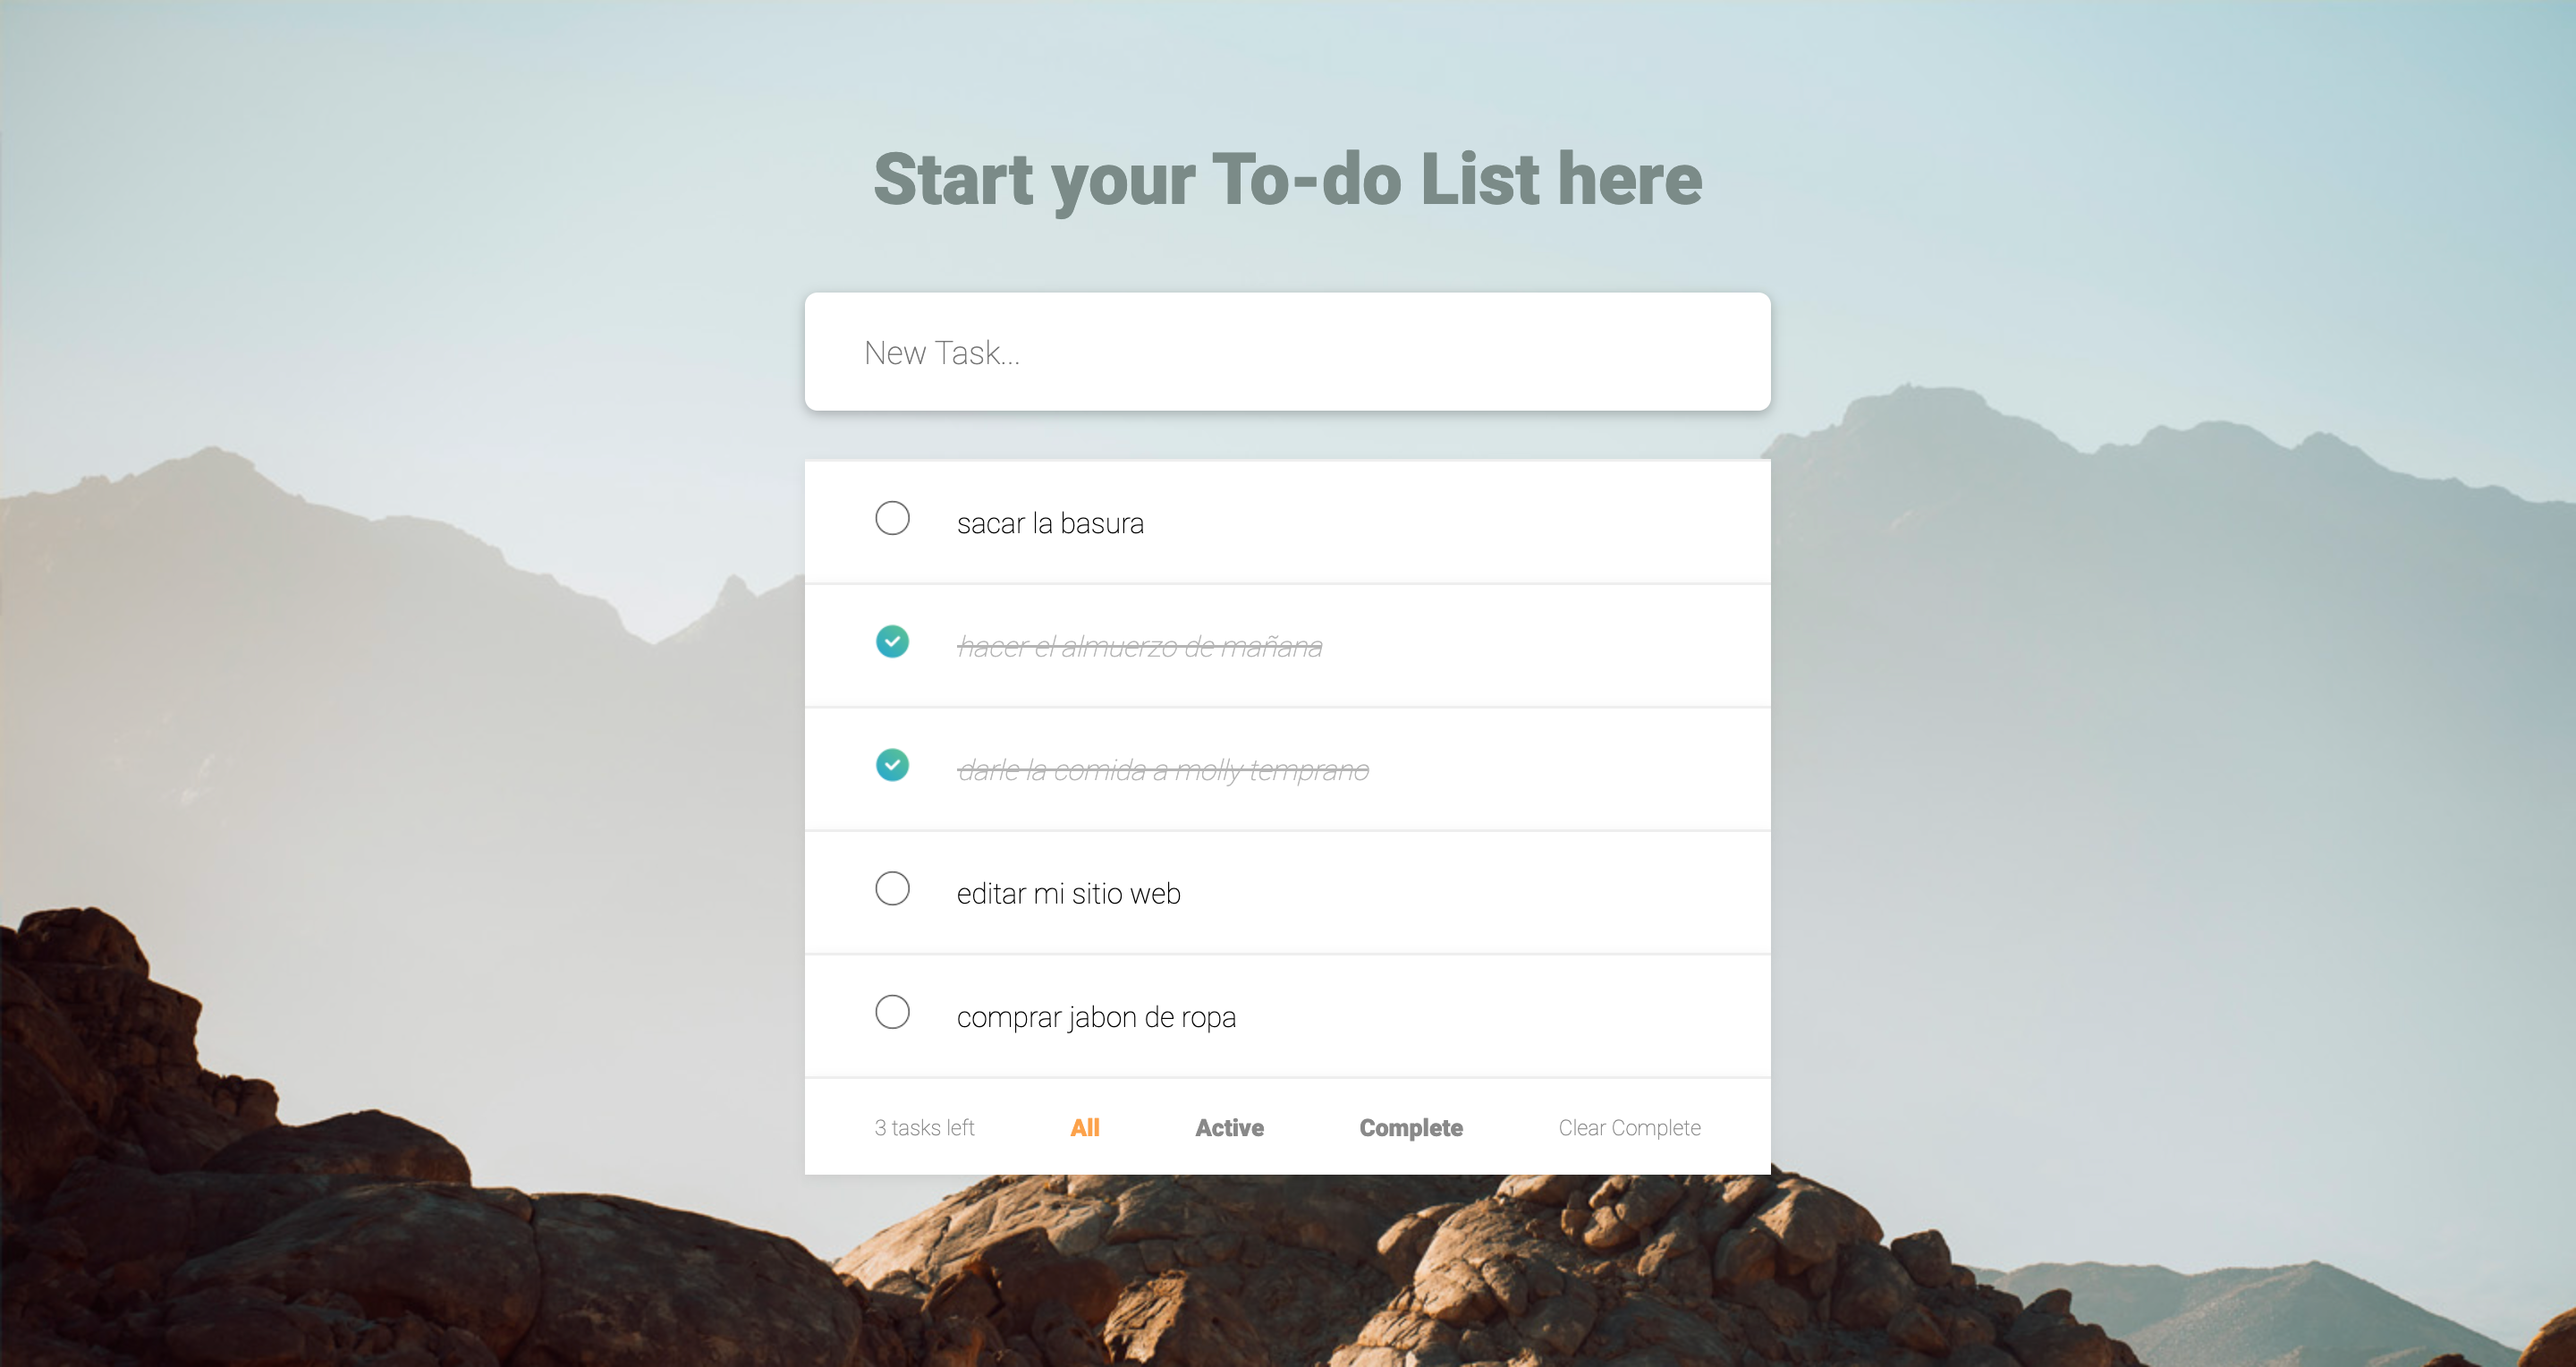 Start your To-do List here
New Task...
sacar la basura
hacer el almuerzo de mañana
darle la comida a molly temprano
editar mi sitio web
comprar jabon de ropa
3 tasks left All Active Complete Clear Complete